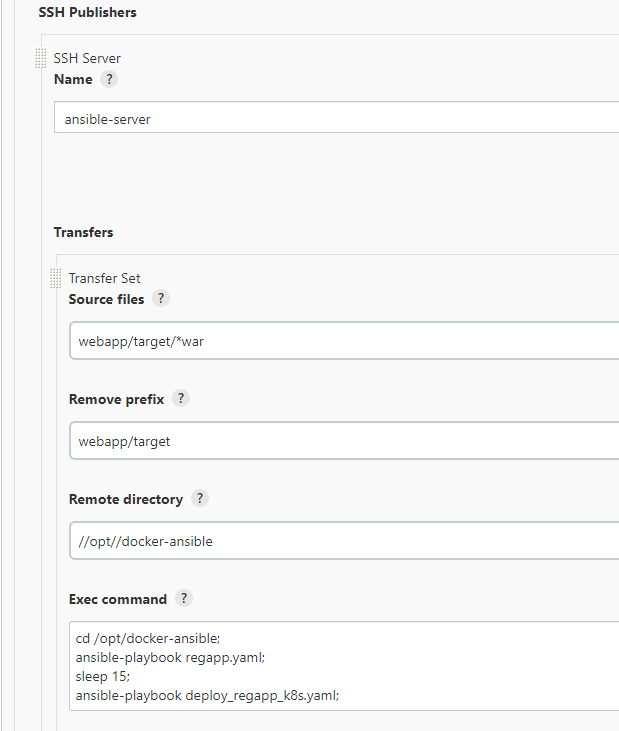 SSH Publishers
SSH Server
Name ?
ansible-server
Transfers
Transfer Set
Source files ?
webapp/target/*war
Remove prefix ?
webapp/target
Remote directory ?
//opt//docker-ansible
Exec command ?
cd /opt/docker-ansible;
ansible-playbook regapp.yaml;
sleep 15;
ansible-playbook deploy_regapp_k8s.yaml;